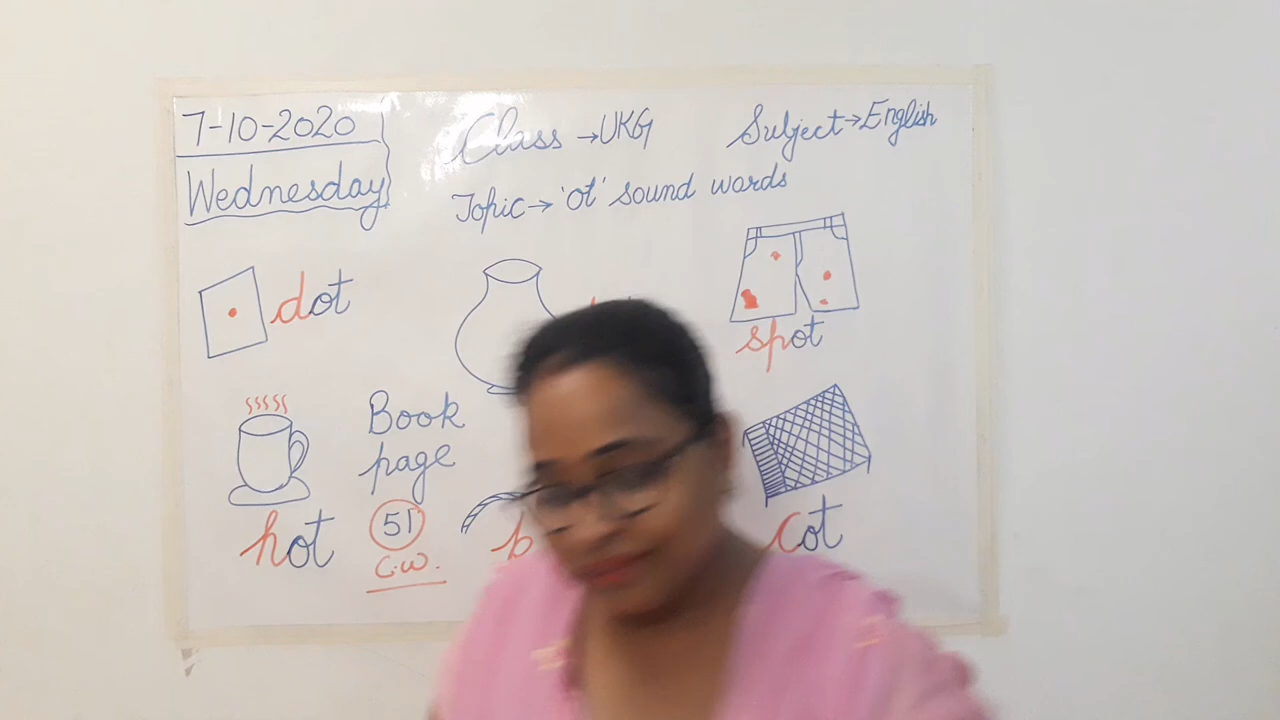 7-10-2020
Wednesday
Class → UKG
Subject → English
Topic → 'ot' sound words
dot
spot
hot
Book
page
51
C.W.
cot